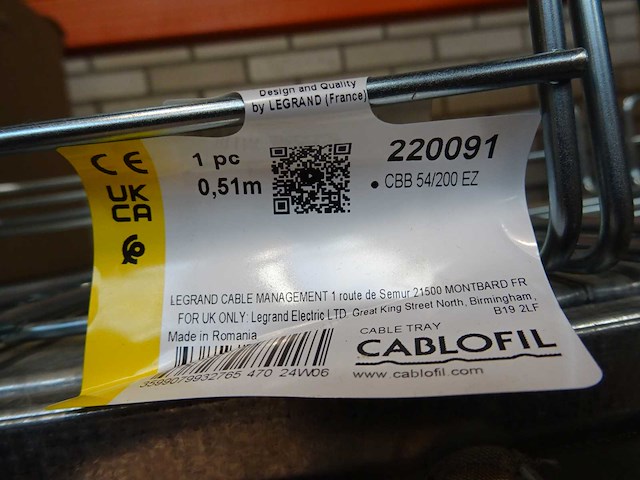 Design and Quality
by LEGRAND (France)
CE
UK
CA
1 pc
0,51m
220091
• CBB 54/200 EZ
LEGRAND CABLE MANAGEMENT 1 route de Semur 21500 MONTBARD FR
FOR UK ONLY: Legrand Electric LTD. Great King Street North, Birmingham,
B19 2LF
Made in Romania
3599079932765 470 24W06
CABLE TRAY
CABLOFIL
www.cablofil.com